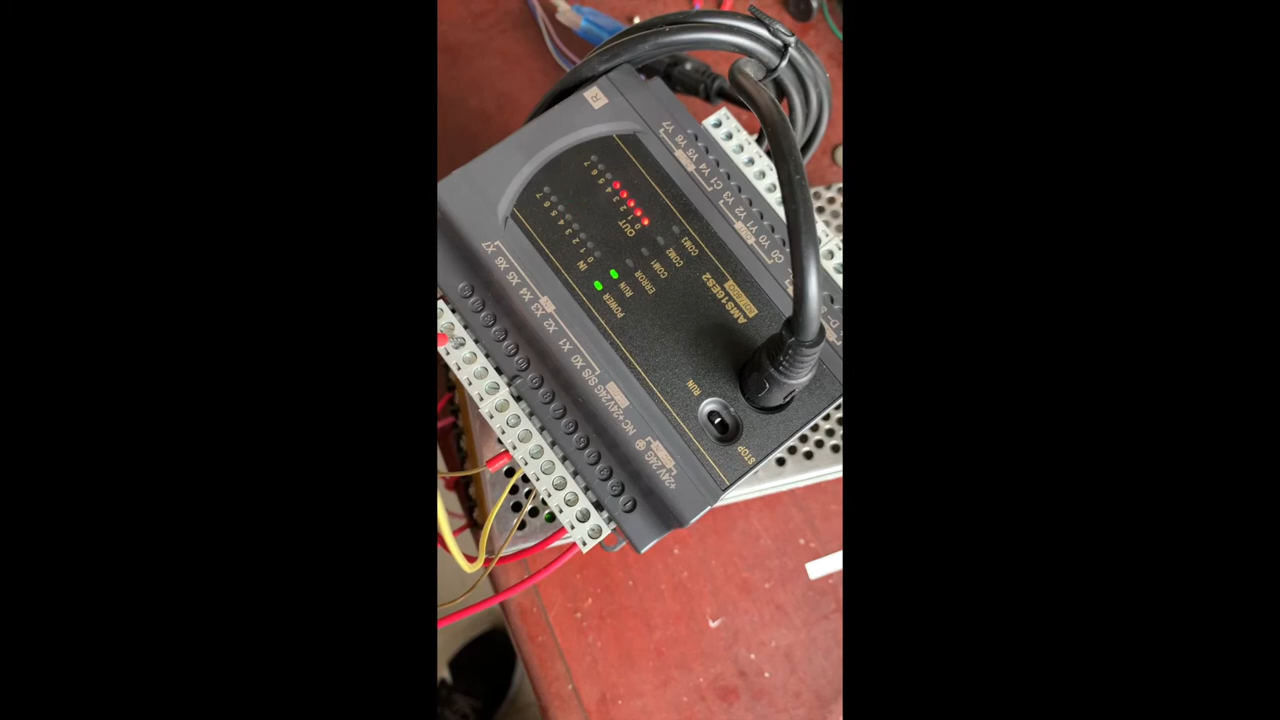 R
Y7
Y6
Y5
Y4
C1
Y3
Y2
Y1
Y0
C0
D-
OUT
0 1 2 3 4 5 6 7
IN
0 1 2 3 4 5 6 7
POWER
RUN
ERROR
COM1
COM2
COM3
AMS16ES2
X7
X6
X5
X4
X3
X2
X1
X0
S/S
24G
+24V
NC
24G
+24V
RUN
STOP